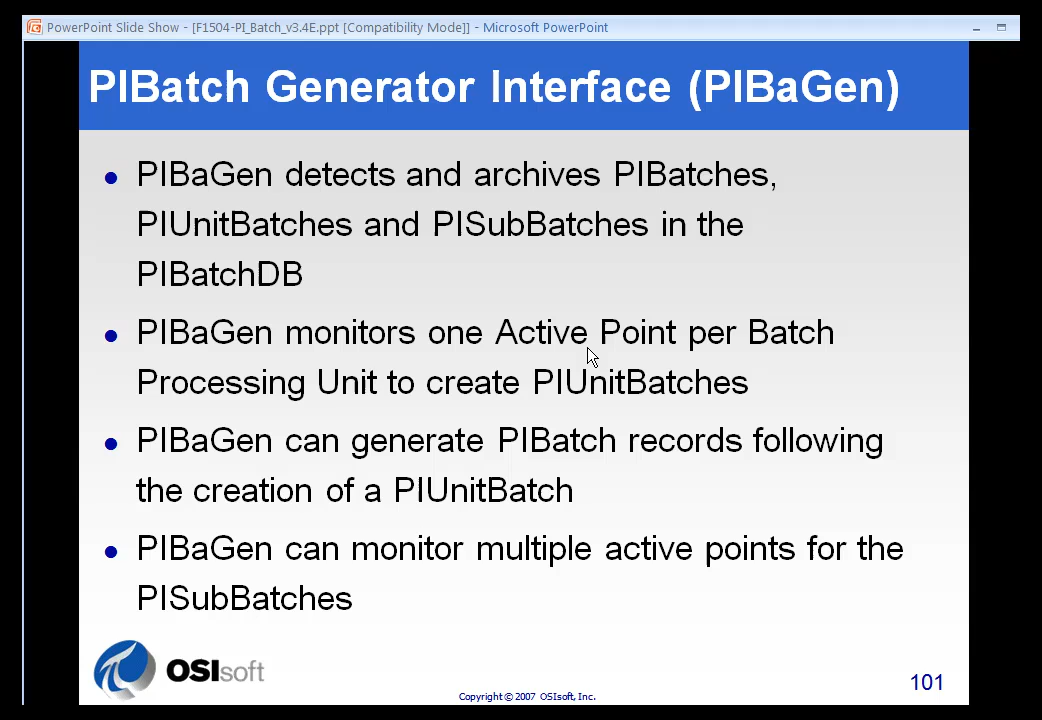 PowerPoint Slide Show - [F1504-PI_Batch_v3.4E.ppt [Compatibility Mode]] - Microsoft PowerPoint
PIBatch Generator Interface (PIBaGen)
• PIBaGen detects and archives PIBatches,
PIUnitBatches and PISubBatches in the
PIBatchDB
• PIBaGen monitors one Active Point per Batch
Processing Unit to create PIUnitBatches
• PIBaGen can generate PIBatch records following
the creation of a PIUnitBatch
• PIBaGen can monitor multiple active points for the
PISubBatches
OSIsoft
Copyright © 2007 OSIsoft, Inc.
101